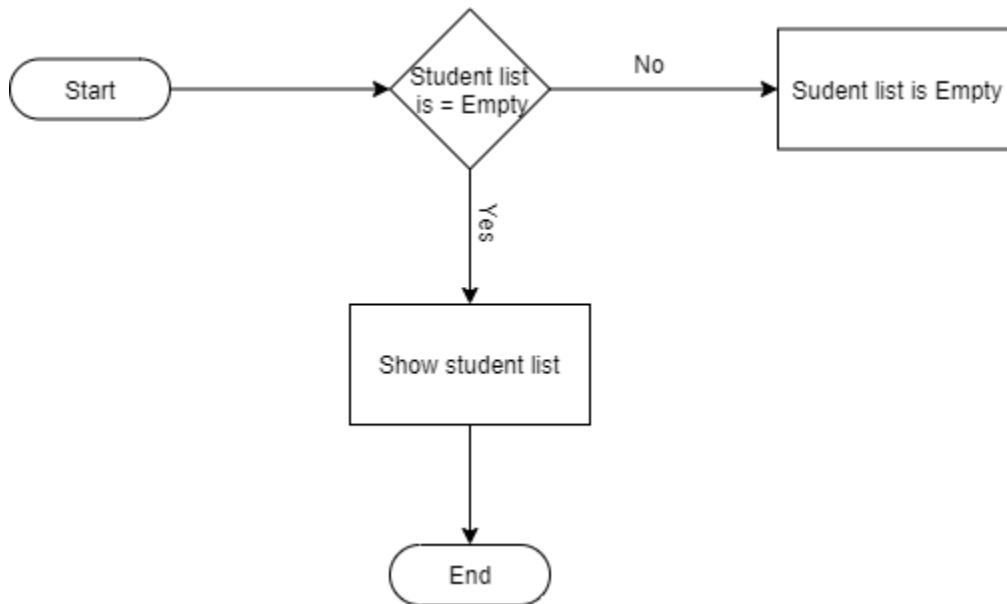 Start
Student list
is = Empty
No
Sudent list is Empty
Yes
Show student list
End